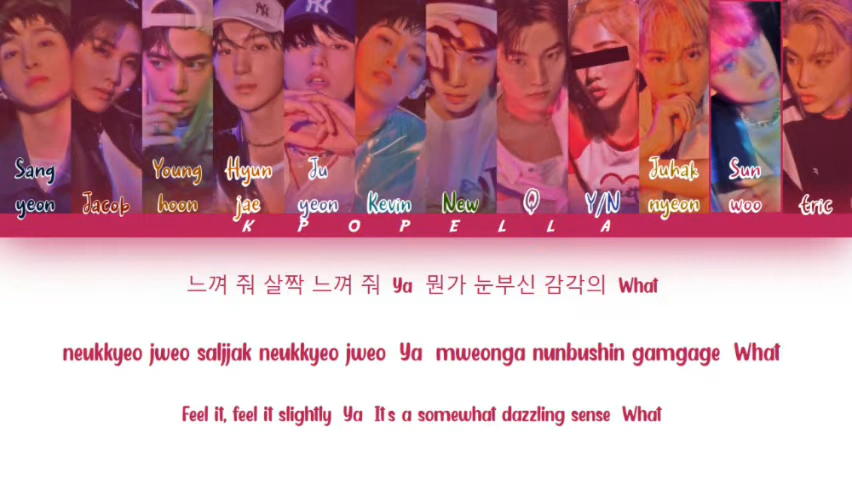 Sang Young Hyun Ju Juhak Sun
yeon Jacob hoon jae yeon Kevin New Q Y/N nyeon woo Eric
K P O P E L L A
느껴 줘 살짝 느껴 줘 Ya 뭔가 눈부신 감각의 What
neukkyeo jweo saljjak neukkyeo jweo Ya mweonga nunbushin gamgage What
Feel it, feel it slightly Ya It's a somewhat dazzling sense What